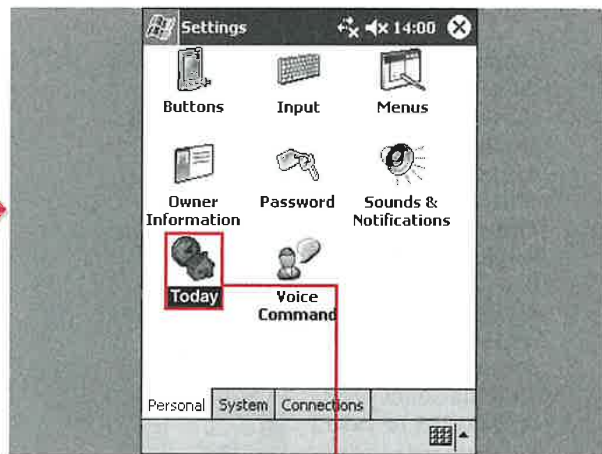 Settings 14:00
Buttons Input Menus
Owner Information Password Sounds & Notifications
Today Voice Command
Personal System Connections